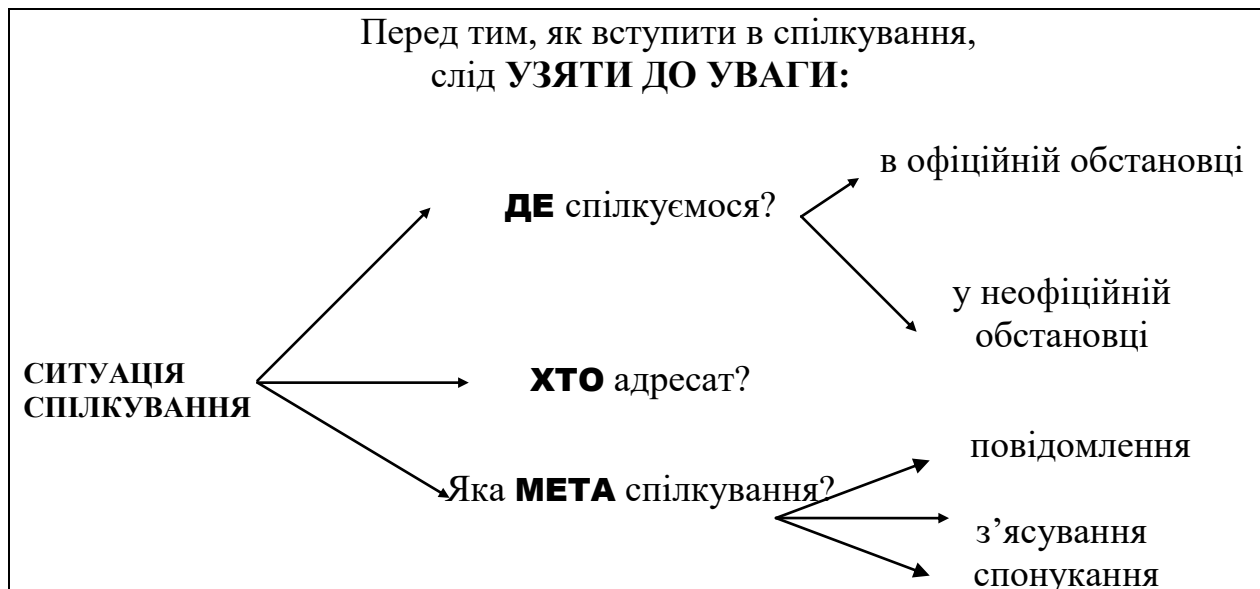 Перед тим, як вступити в спілкування,
слід УЗЯТИ ДО УВАГИ:
в офіційній обстановці
ДЕ спілкуємося?
у неофіційній
обстановці
СИТУАЦІЯ
СПІЛКУВАННЯ
ХТО адресат?
повідомлення
Яка МЕТА спілкування?
з’ясування
спонукання